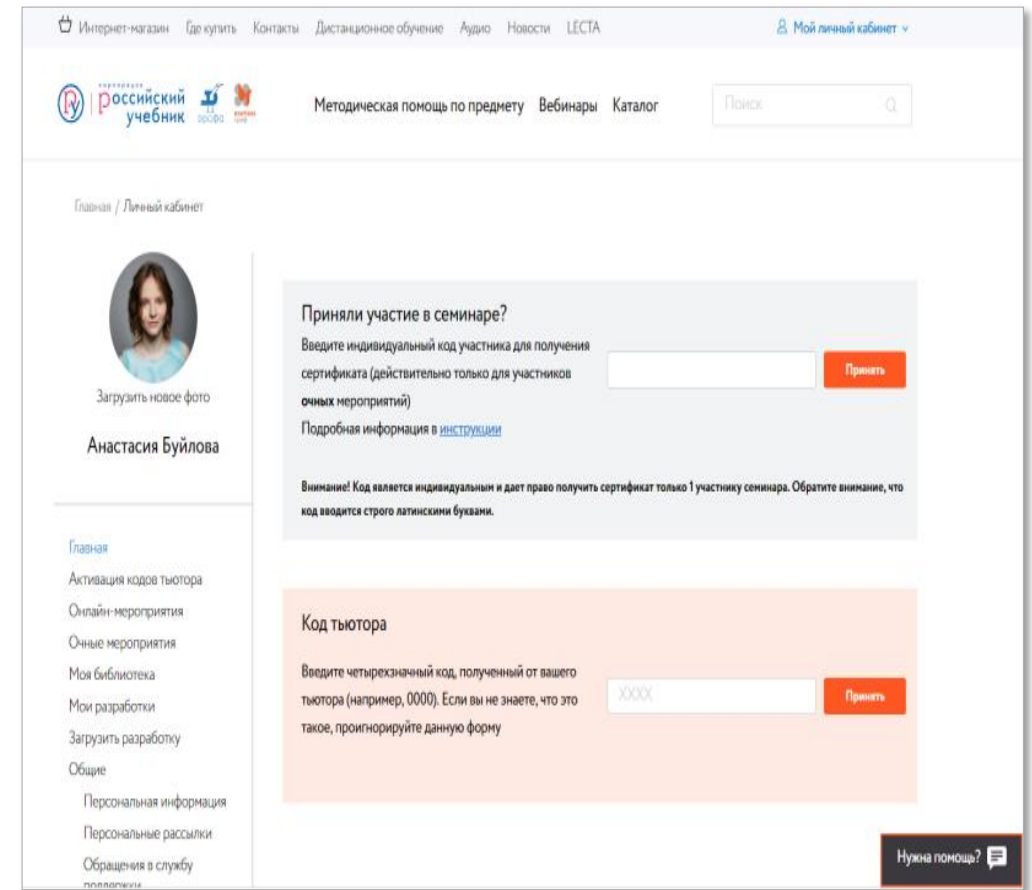 Интернет-магазин Где купить Контакты Дистанционное обучение Аудио Новости LECTA Мой личный кабинет
корпорация
российский
учебник
дрофа
Методическая помощь по предмету Вебинары Каталог Поиск
Главная / Личный кабинет
Загрузить новое фото
Анастасия Буйлова
Главная
Активация кодов тьютора
Онлайн-мероприятия
Очные мероприятия
Моя библиотека
Мои разработки
Загрузить разработку
Общие
Персональная информация
Персональные рассылки
Обращения в службу
поддержки
Приняли участие в семинаре?
Введите индивидуальный код участника для получения
сертификата (действительно только для участников
очных мероприятий)
Подробная информация в инструкции
Принять
Внимание! Код является индивидуальным и дает право получить сертификат только 1 участнику семинара. Обратите внимание, что
код вводится строго латинскими буквами.
Код тьютора
Введите четырехзначный код, полученный от вашего
тьютора (например, 0000). Если вы не знаете, что это
такое, проигнорируйте данную форму
XXXX
Принять
Нужна помощь?